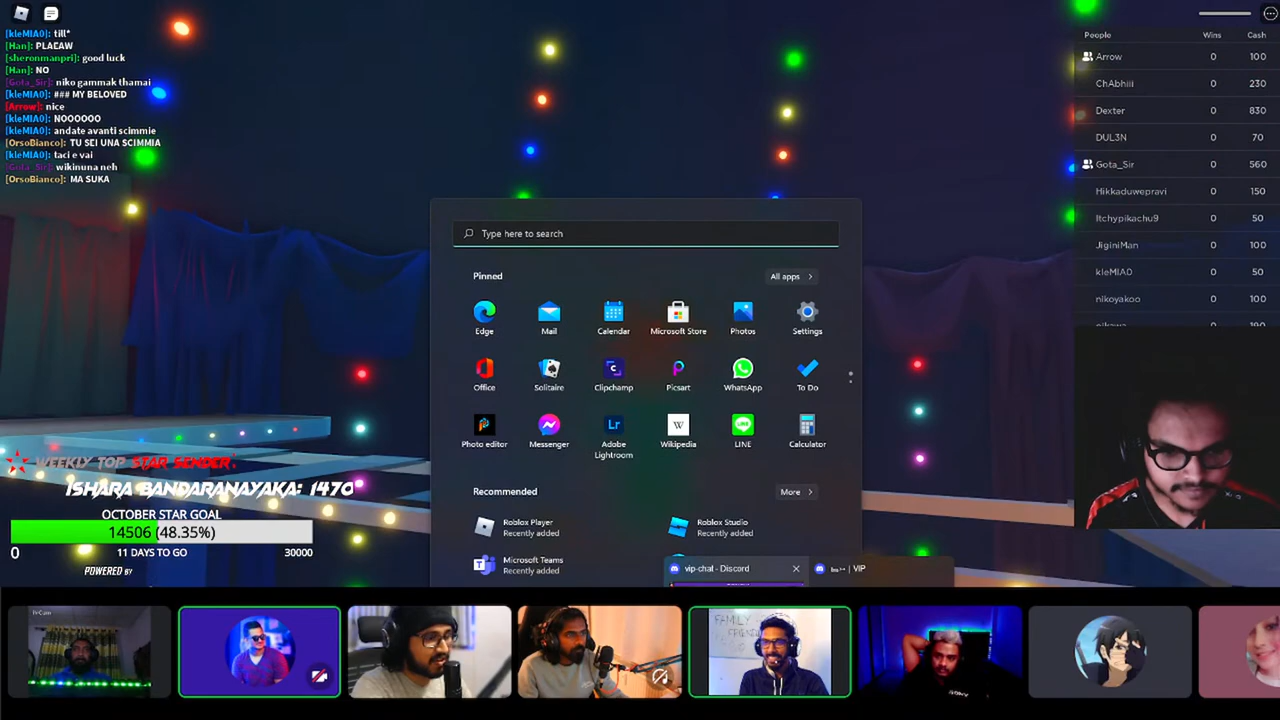 [kleMIA0]: till*
[Han]: PLAEAW
[sheronmanpri]: good luck
[Han]: NO
[Gota_Sir]: niko gammak thamai
[kleMIA0]: ### MY BELOVED
[Arrow]: nice
[kleMIA0]: NOOOOOO
[kleMIA0]: andate avanti scimmie
[OrsoBianco]: TU SEI UNA SCIMMIA
[kleMIA0]: taci e vai
[Gota_Sir]: wikinuna neh
[OrsoBianco]: MA SUKA
People Wins Cash
Arrow 0 100
ChAbhiii 0 230
Dexter 0 830
DUL3N 0 70
Gota_Sir 0 560
Hikkaduwepravi 0 150
Itchypikachu9 0 50
JiginiMan 0 100
kleMIA0 0 50
nikoyakoo 0 100
Type here to search
Pinned All apps
Edge Mail Calendar Microsoft Store Photos Settings
Office Solitaire Clipchamp Picsart WhatsApp To Do
Photo editor Messenger Adobe Lightroom Wikipedia LINE Calculator
Recommended More
Roblox Player Roblox Studio
Recently added Recently added
Microsoft Teams
Recently added
vip-chat - Discord
| VIP
WEEKLY TOP STAR SENDER:
ISHARA BANDARANAYAKA: 1470
OCTOBER STAR GOAL
14506 (48.35%)
0 11 DAYS TO GO 30000
POWERED BY
FAMILY
FRIEND